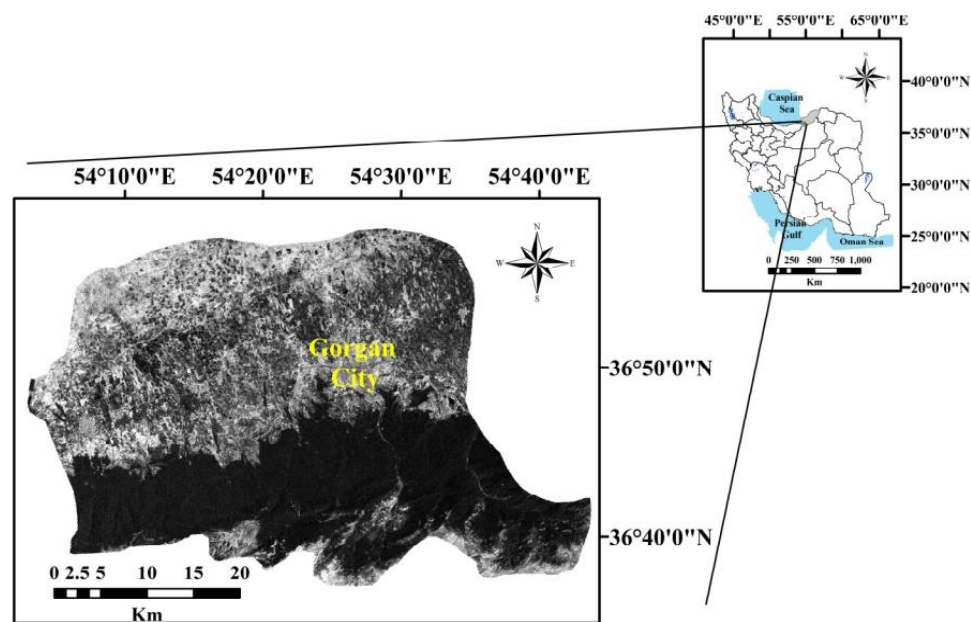 45°0'0"E 55°0'0"E 65°0'0"E
N
W E
S
40°0'0"N
35°0'0"N
30°0'0"N
25°0'0"N
20°0'0"N
Caspian
Sea
Persian
Gulf
Oman Sea
0 250 500 750 1,000
Km
54°10'0"E 54°20'0"E 54°30'0"E 54°40'0"E
N
W E
S
Gorgan
City
36°50'0"N
36°40'0"N
0 2.5 5 10 15 20
Km